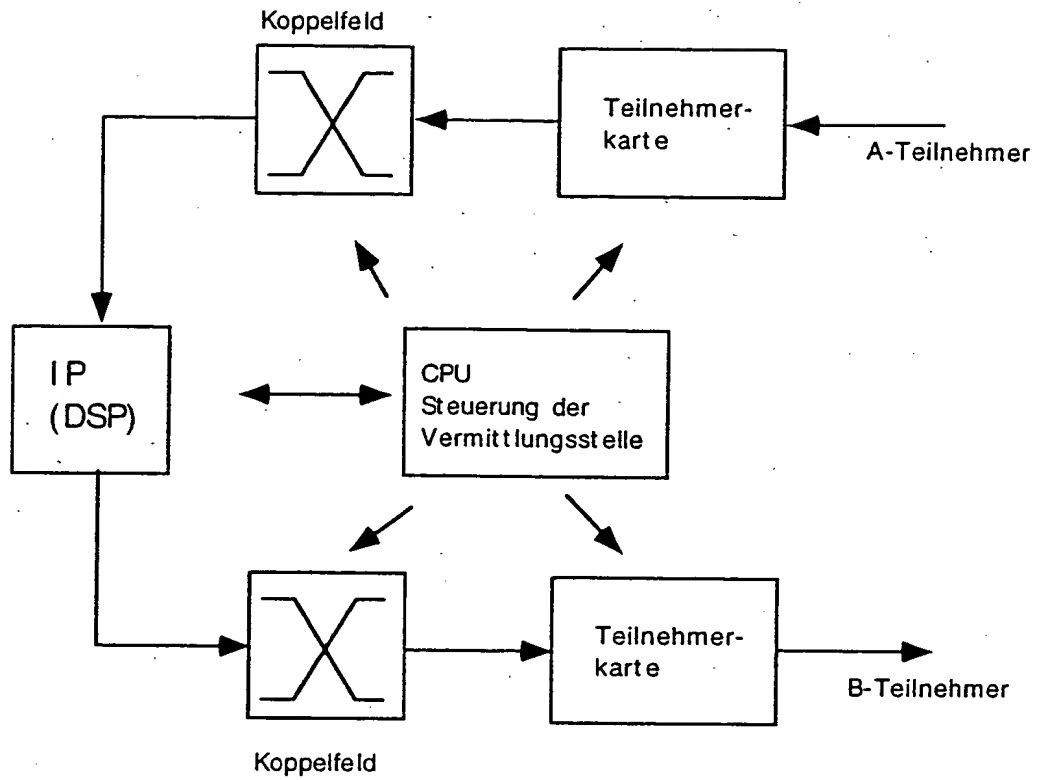 Koppelfeld
Teilnehmer-
karte
A-Teilnehmer
IP
(DSP)
CPU
Steuerung der
Vermittlungsstelle
Teilnehmer-
karte
B-Teilnehmer
Koppelfeld